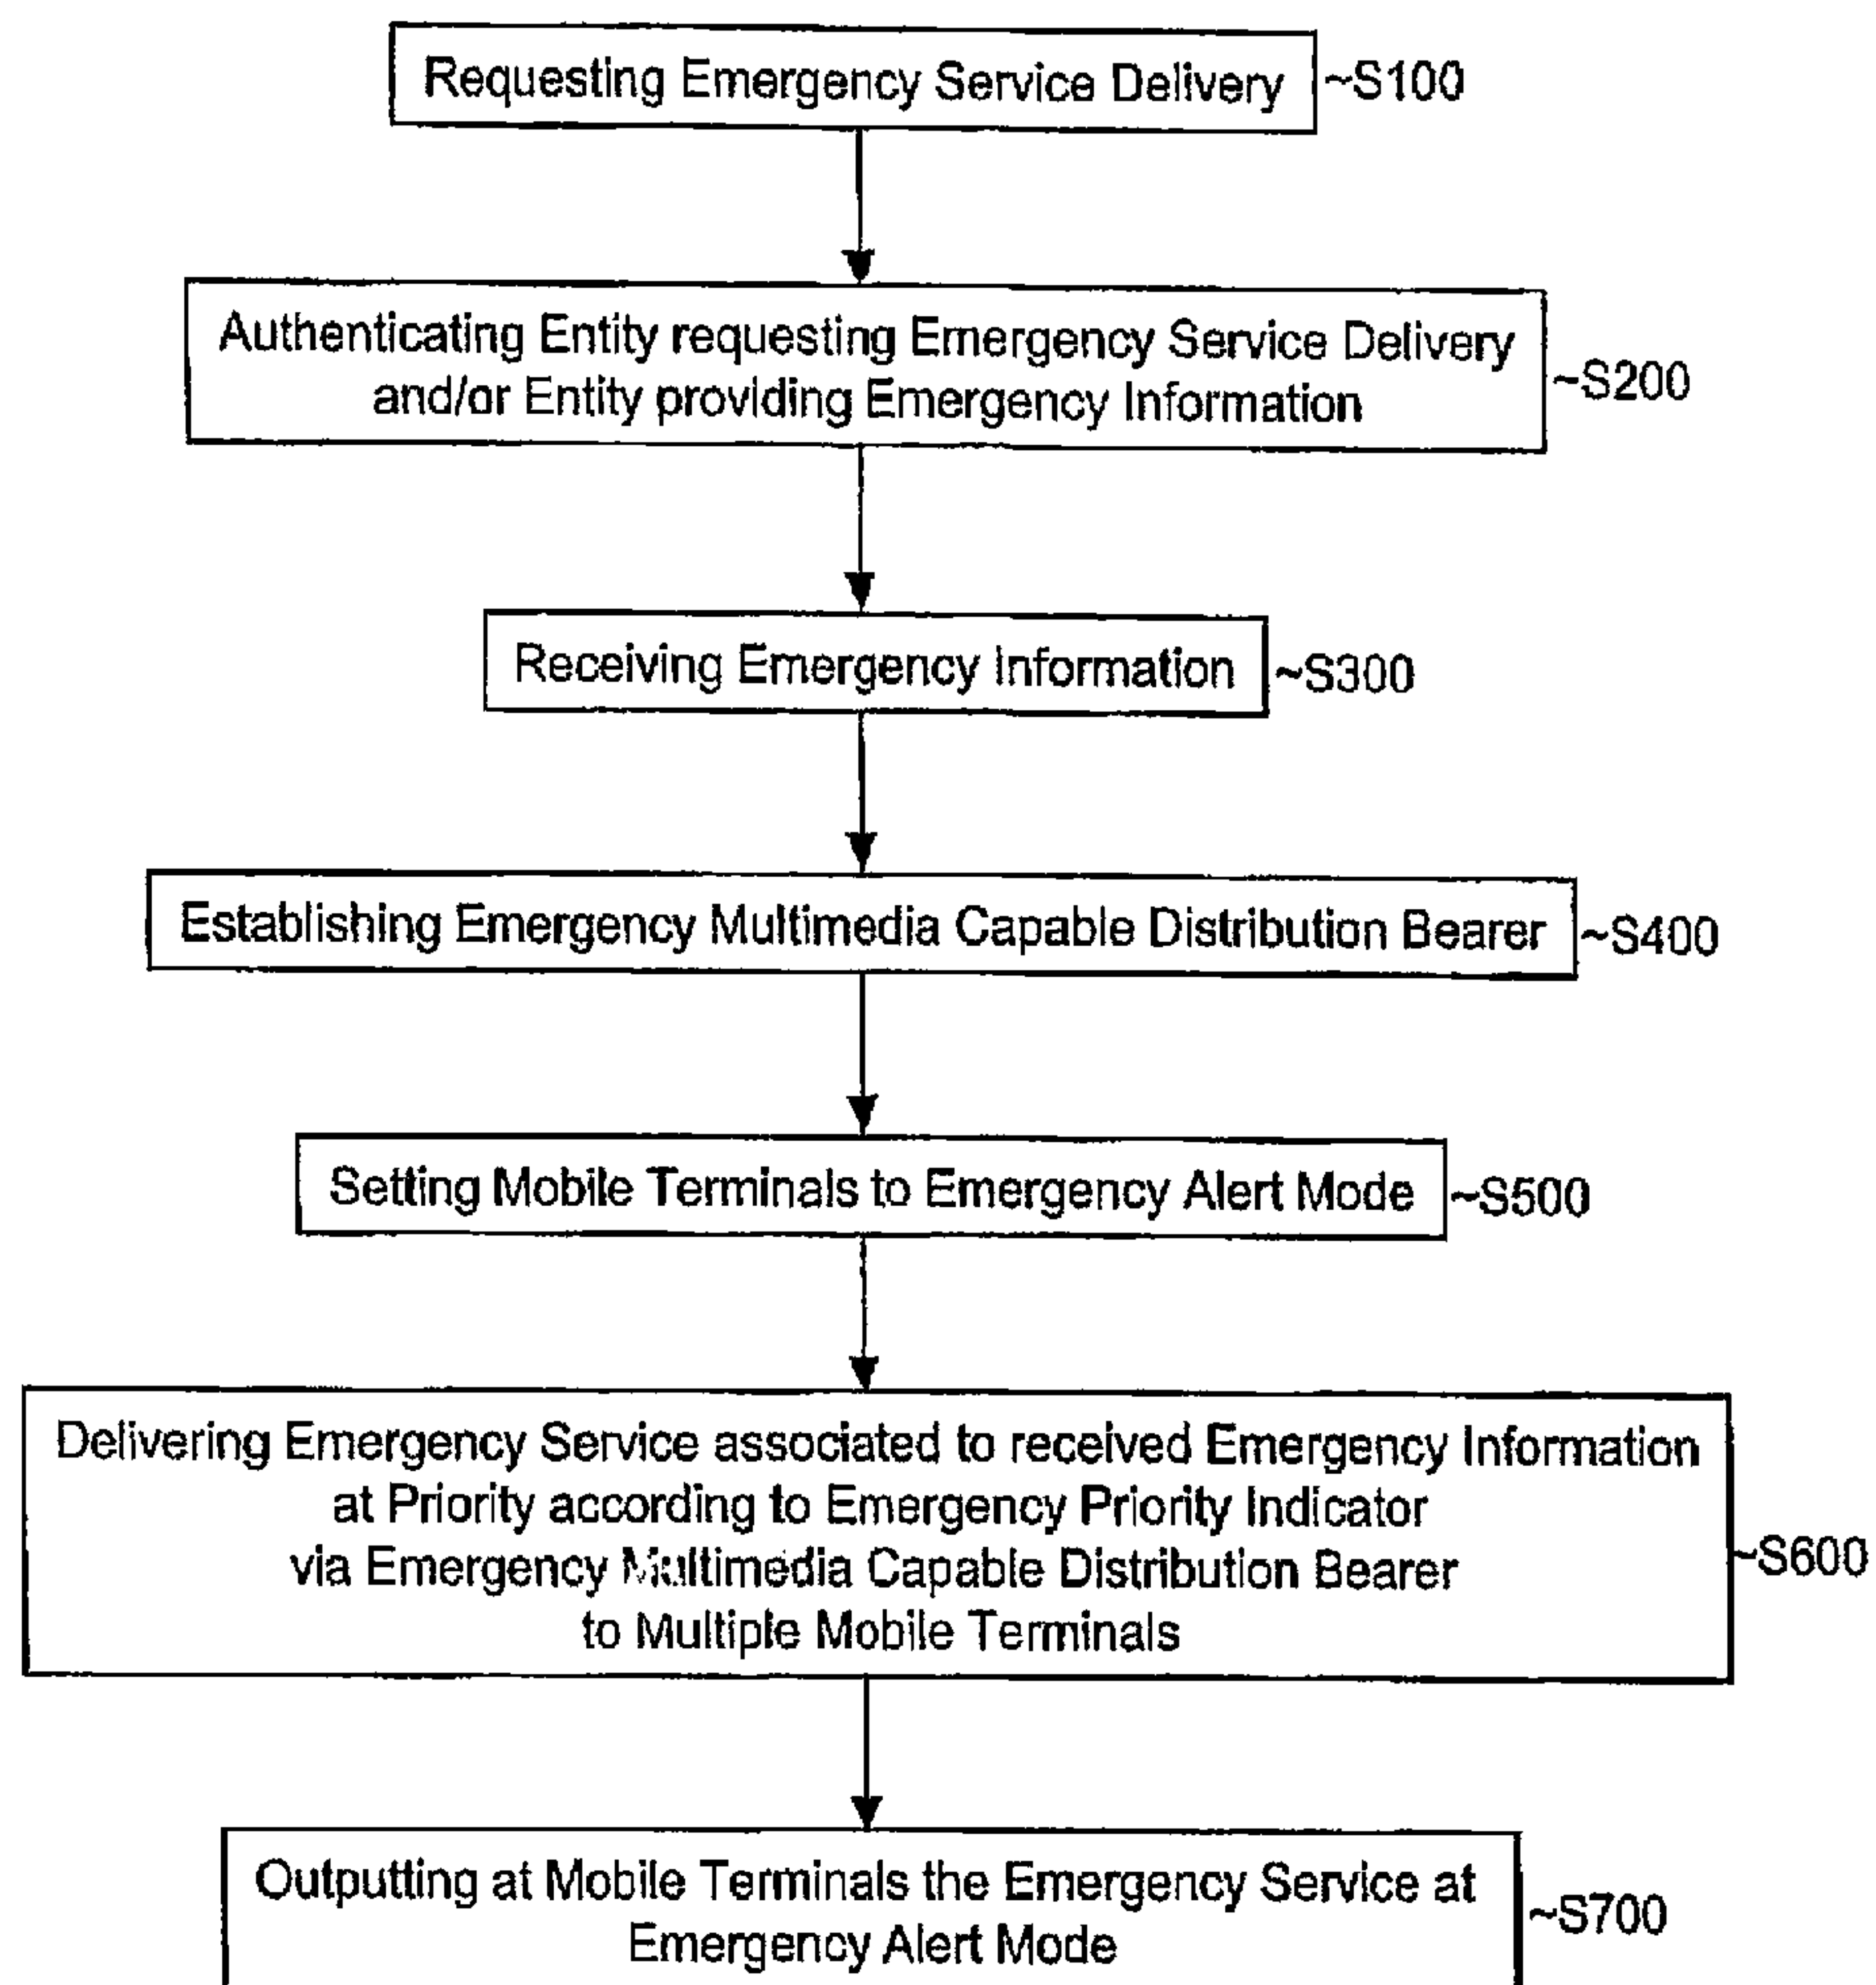 Requesting Emergency Service Delivery ~S100
Authenticating Entity requesting Emergency Service Delivery
and/or Entity providing Emergency Information
~S200
Receiving Emergency Information ~S300
Establishing Emergency Multimedia Capable Distribution Bearer ~S400
Setting Mobile Terminals to Emergency Alert Mode ~S500
Delivering Emergency Service associated to received Emergency Information
at Priority according to Emergency Priority Indicator
via Emergency Multimedia Capable Distribution Bearer
to Multiple Mobile Terminals
~S600
Outputting at Mobile Terminals the Emergency Service at
Emergency Alert Mode
~S700